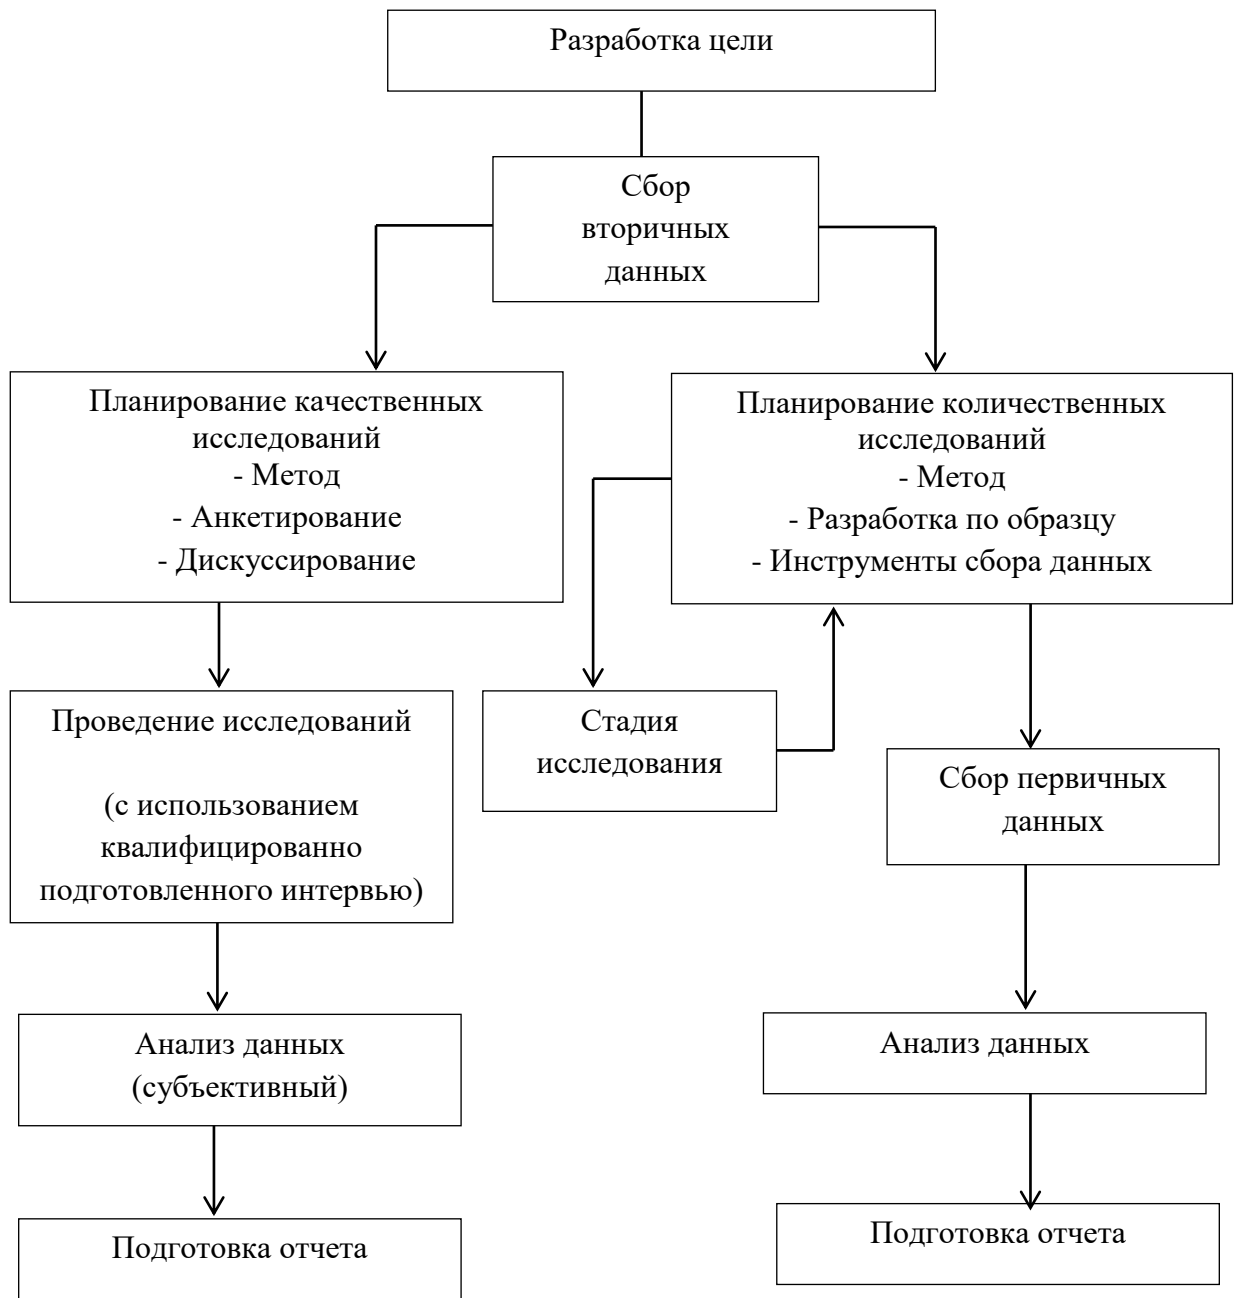 Разработка цели
Сбор
вторичных
данных
Планирование качественных
исследований
- Метод
- Анкетирование
- Дискуссирование
Планирование количественных
исследований
- Метод
- Разработка по образцу
- Инструменты сбора данных
Проведение исследований
(с использованием
квалифицированно
подготовленного интервью)
Стадия
исследования
Сбор первичных
данных
Анализ данных
(субъективный)
Анализ данных
Подготовка отчета
Подготовка отчета